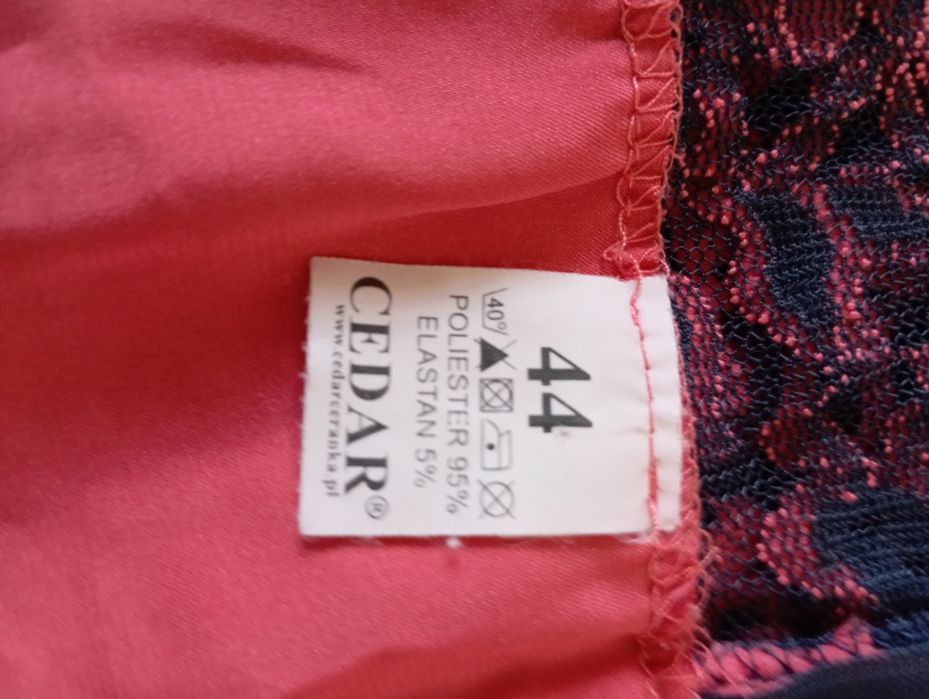 44
40°
POLIESTER 95%
ELASTAN 5%
CEDAR®
www.cedarceranka.pl